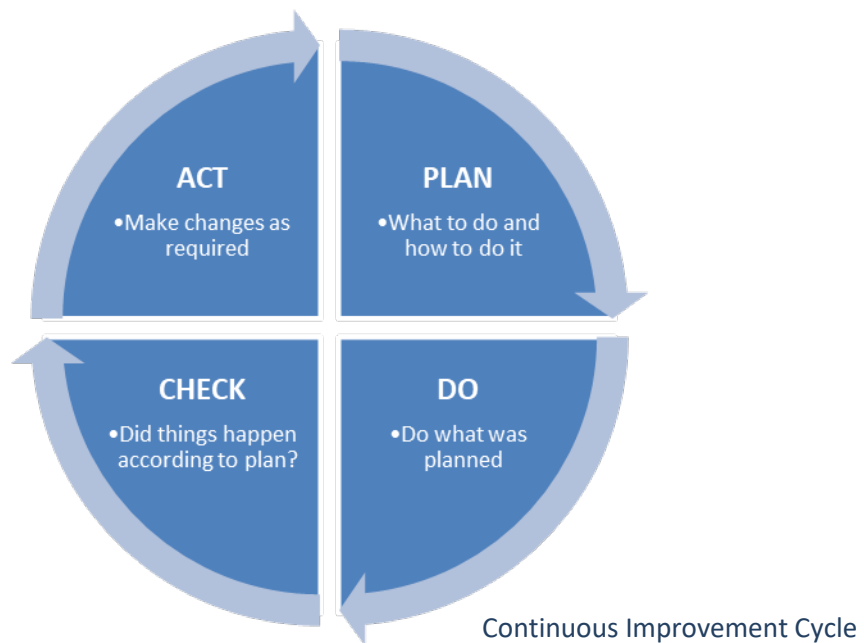 ACT
•Make changes as
required
PLAN
•What to do and
how to do it
CHECK
•Did things happen
according to plan?
DO
•Do what was
planned
Continuous Improvement Cycle